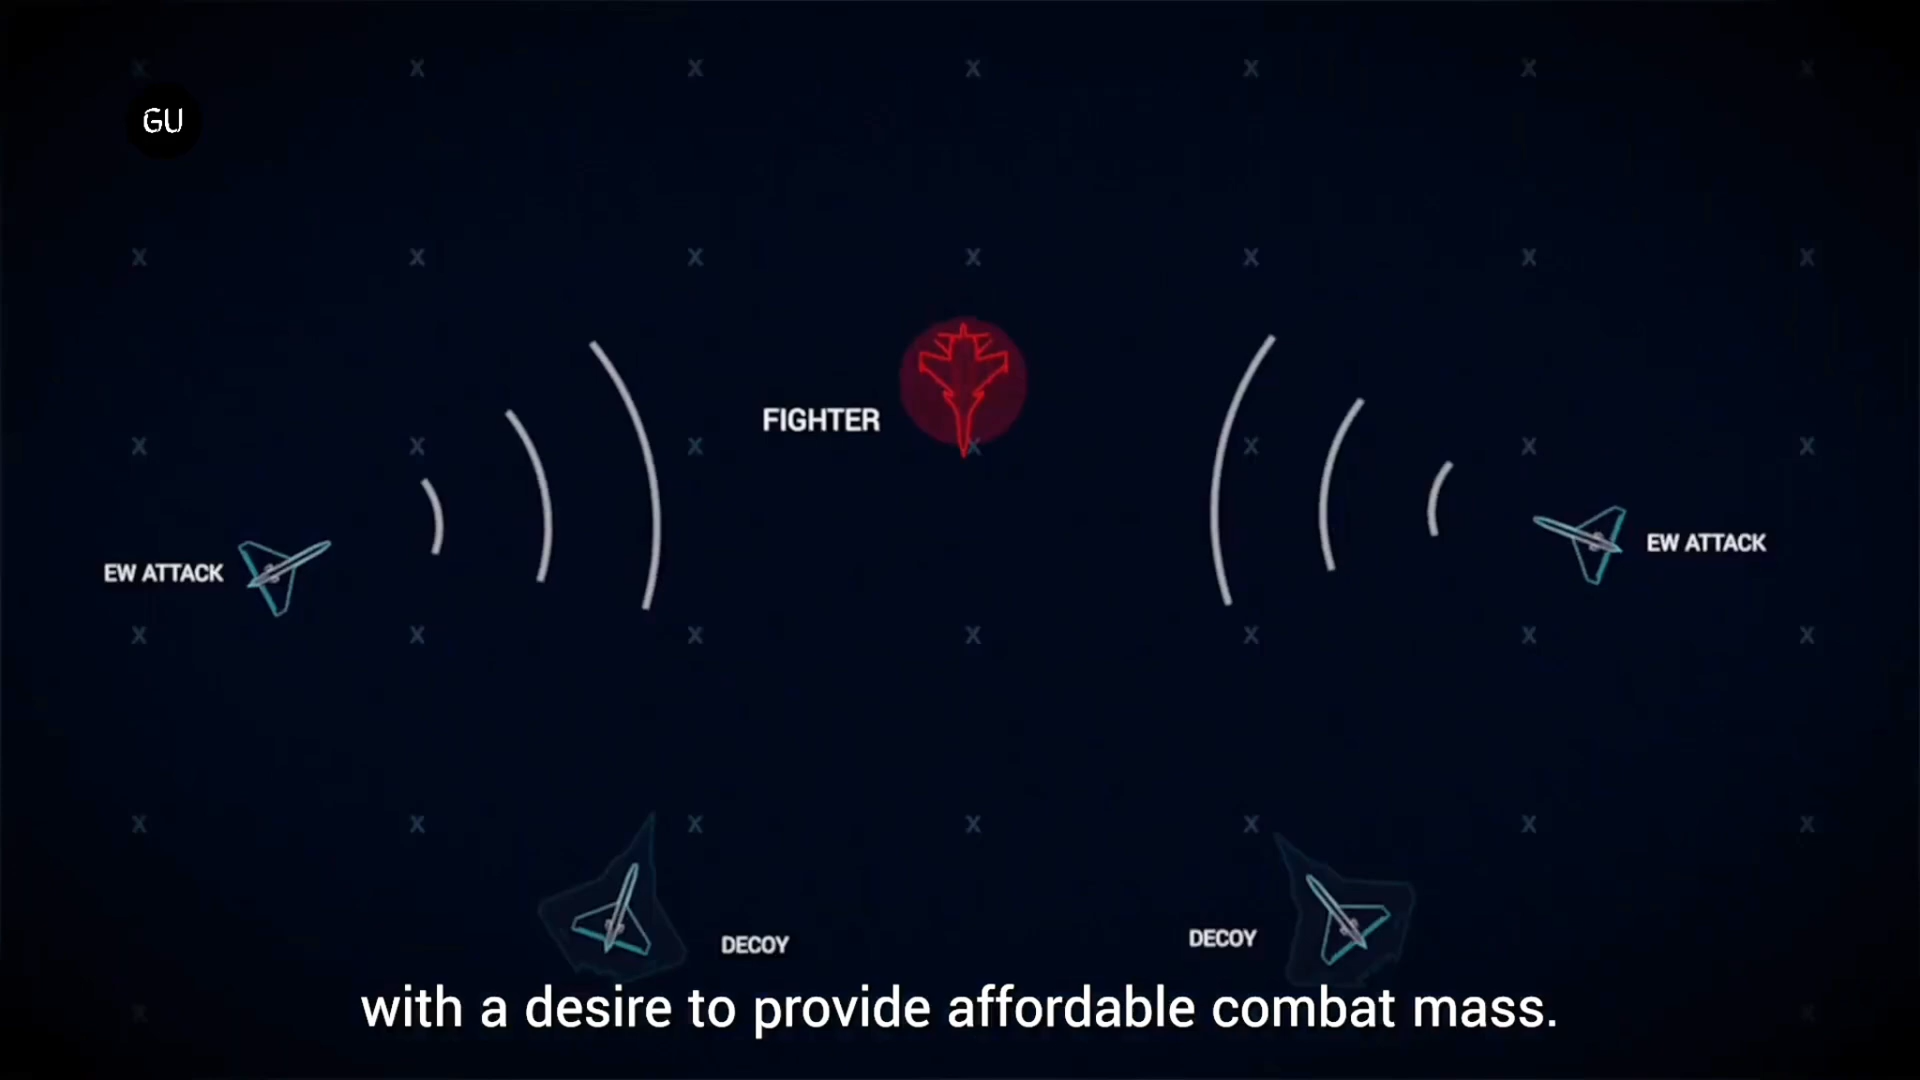 GU
FIGHTER
EW ATTACK
EW ATTACK
DECOY
DECOY
with a desire to provide affordable combat mass.